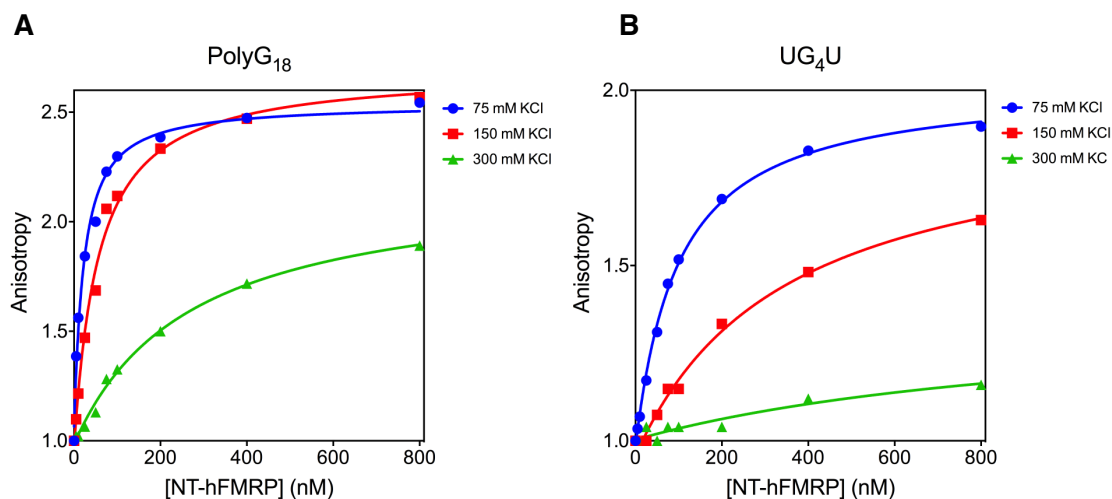 A
PolyG18
Anisotropy
2.5
2.0
1.5
1.0
0
200
400
600
800
[NT-hFMRP] (nM)
75 mM KCl
150 mM KCl
300 mM KCl
B
UG4U
Anisotropy
2.0
1.5
1.0
0
200
400
600
800
[NT-hFMRP] (nM)
75 mM KCl
150 mM KCl
300 mM KC